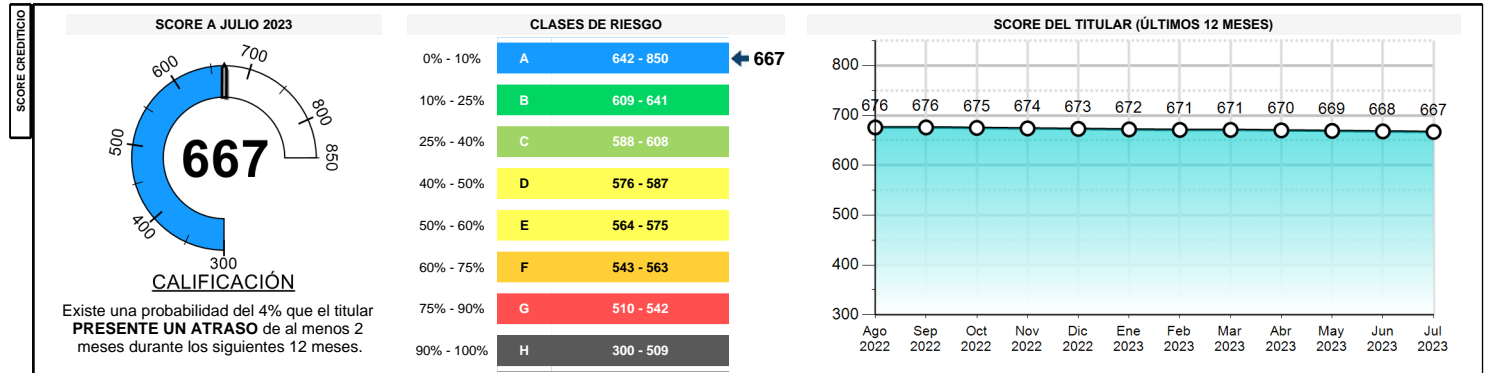 SCORE CREDITICIO
SCORE A JULIO 2023
300
400
500
600
700
800
850
667
CALIFICACIÓN
Existe una probabilidad del 4% que el titular
PRESENTE UN ATRASO de al menos 2
meses durante los siguientes 12 meses.
CLASES DE RIESGO
0% - 10% A 642 - 850 667
10% - 25% B 609 - 641
25% - 40% C 588 - 608
40% - 50% D 576 - 587
50% - 60% E 564 - 575
60% - 75% F 543 - 563
75% - 90% G 510 - 542
90% - 100% H 300 - 509
SCORE DEL TITULAR (ÚLTIMOS 12 MESES)
800
700
600
500
400
300
676 676 675 674 673 672 671 671 670 669 668 667
Ago Sep Oct Nov Dic Ene Feb Mar Abr May Jun Jul
2022 2022 2022 2022 2022 2023 2023 2023 2023 2023 2023 2023